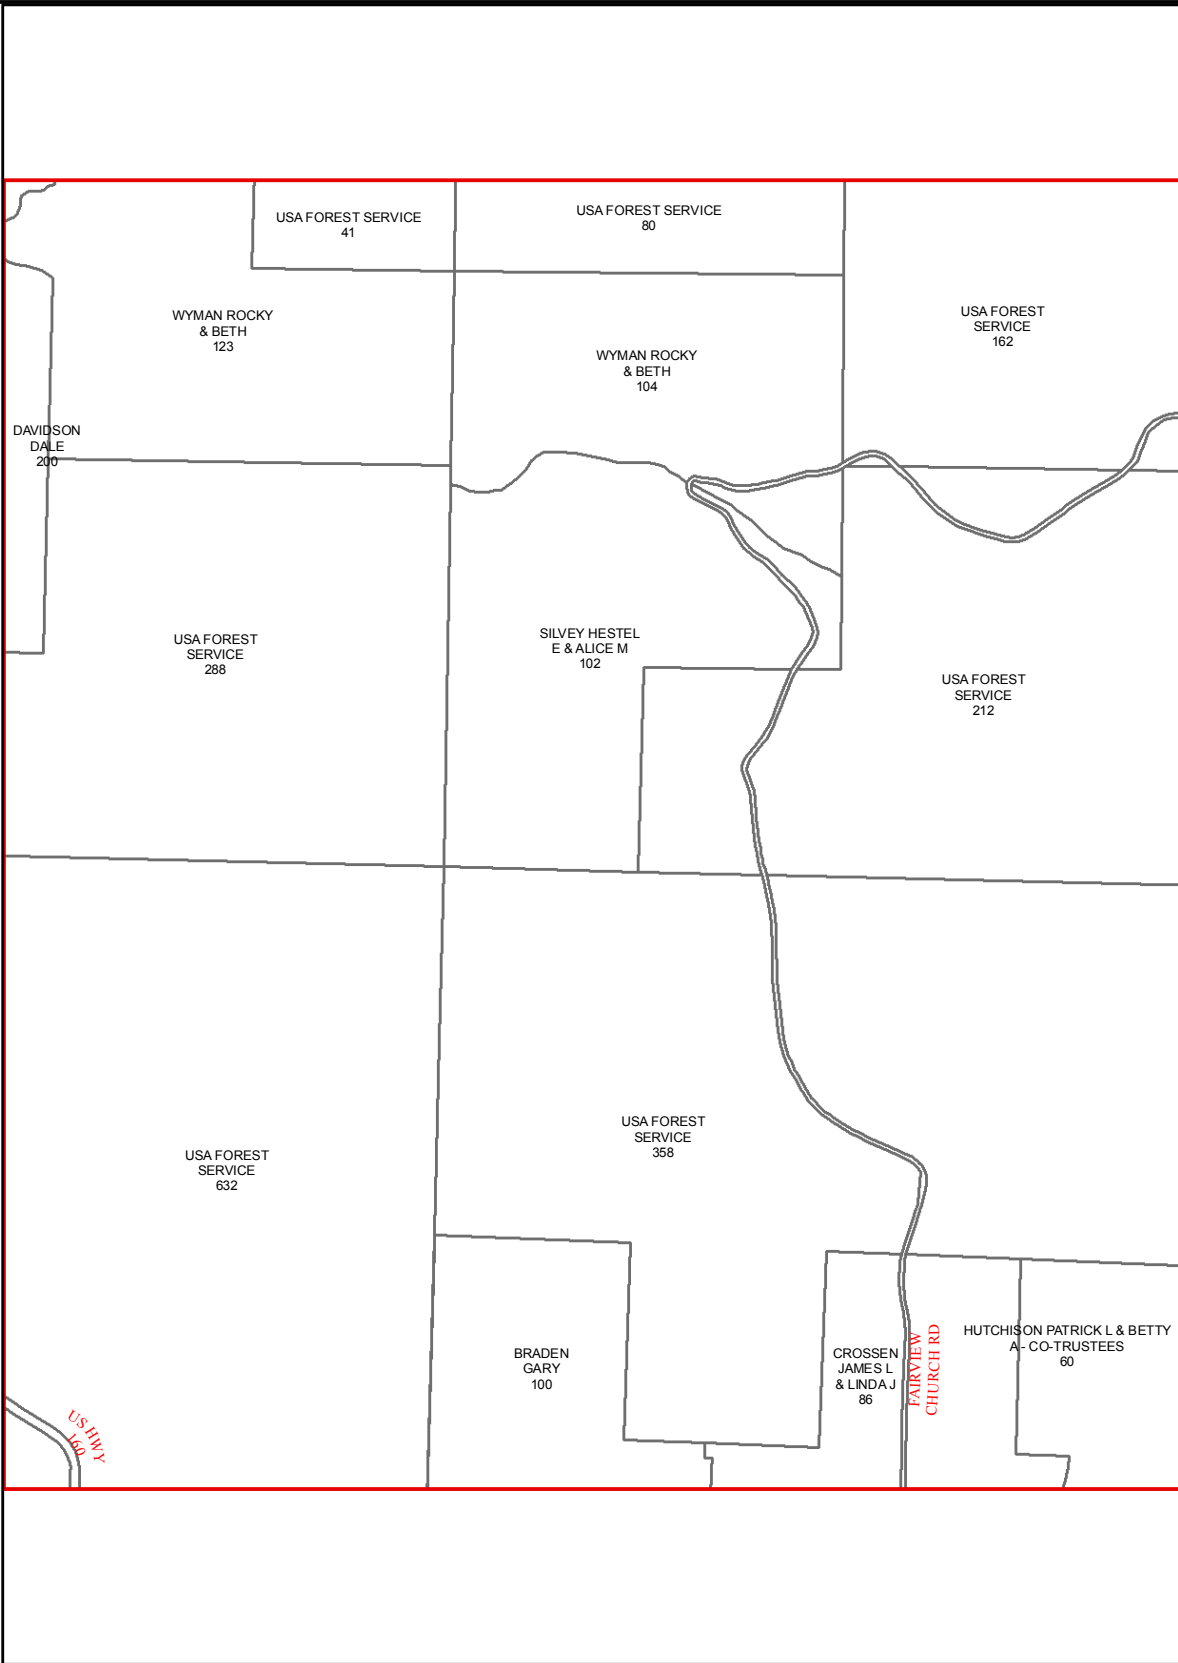 USA FOREST SERVICE
41
USA FOREST SERVICE
80
WYMAN ROCKY
& BETH
123
USA FOREST
SERVICE
162
WYMAN ROCKY
& BETH
104
DAVIDSON
DALE
200
USA FOREST
SERVICE
288
SILVEY HESTEL
E & ALICE M
102
USA FOREST
SERVICE
212
USA FOREST
SERVICE
358
USA FOREST
SERVICE
632
BRADEN
GARY
100
CROSSEN
JAMES L
& LINDA J
86
FAIRVIEW
CHURCH RD
HUTCHISON PATRICK L & BETTY
A - CO-TRUSTEES
60
US HWY
160